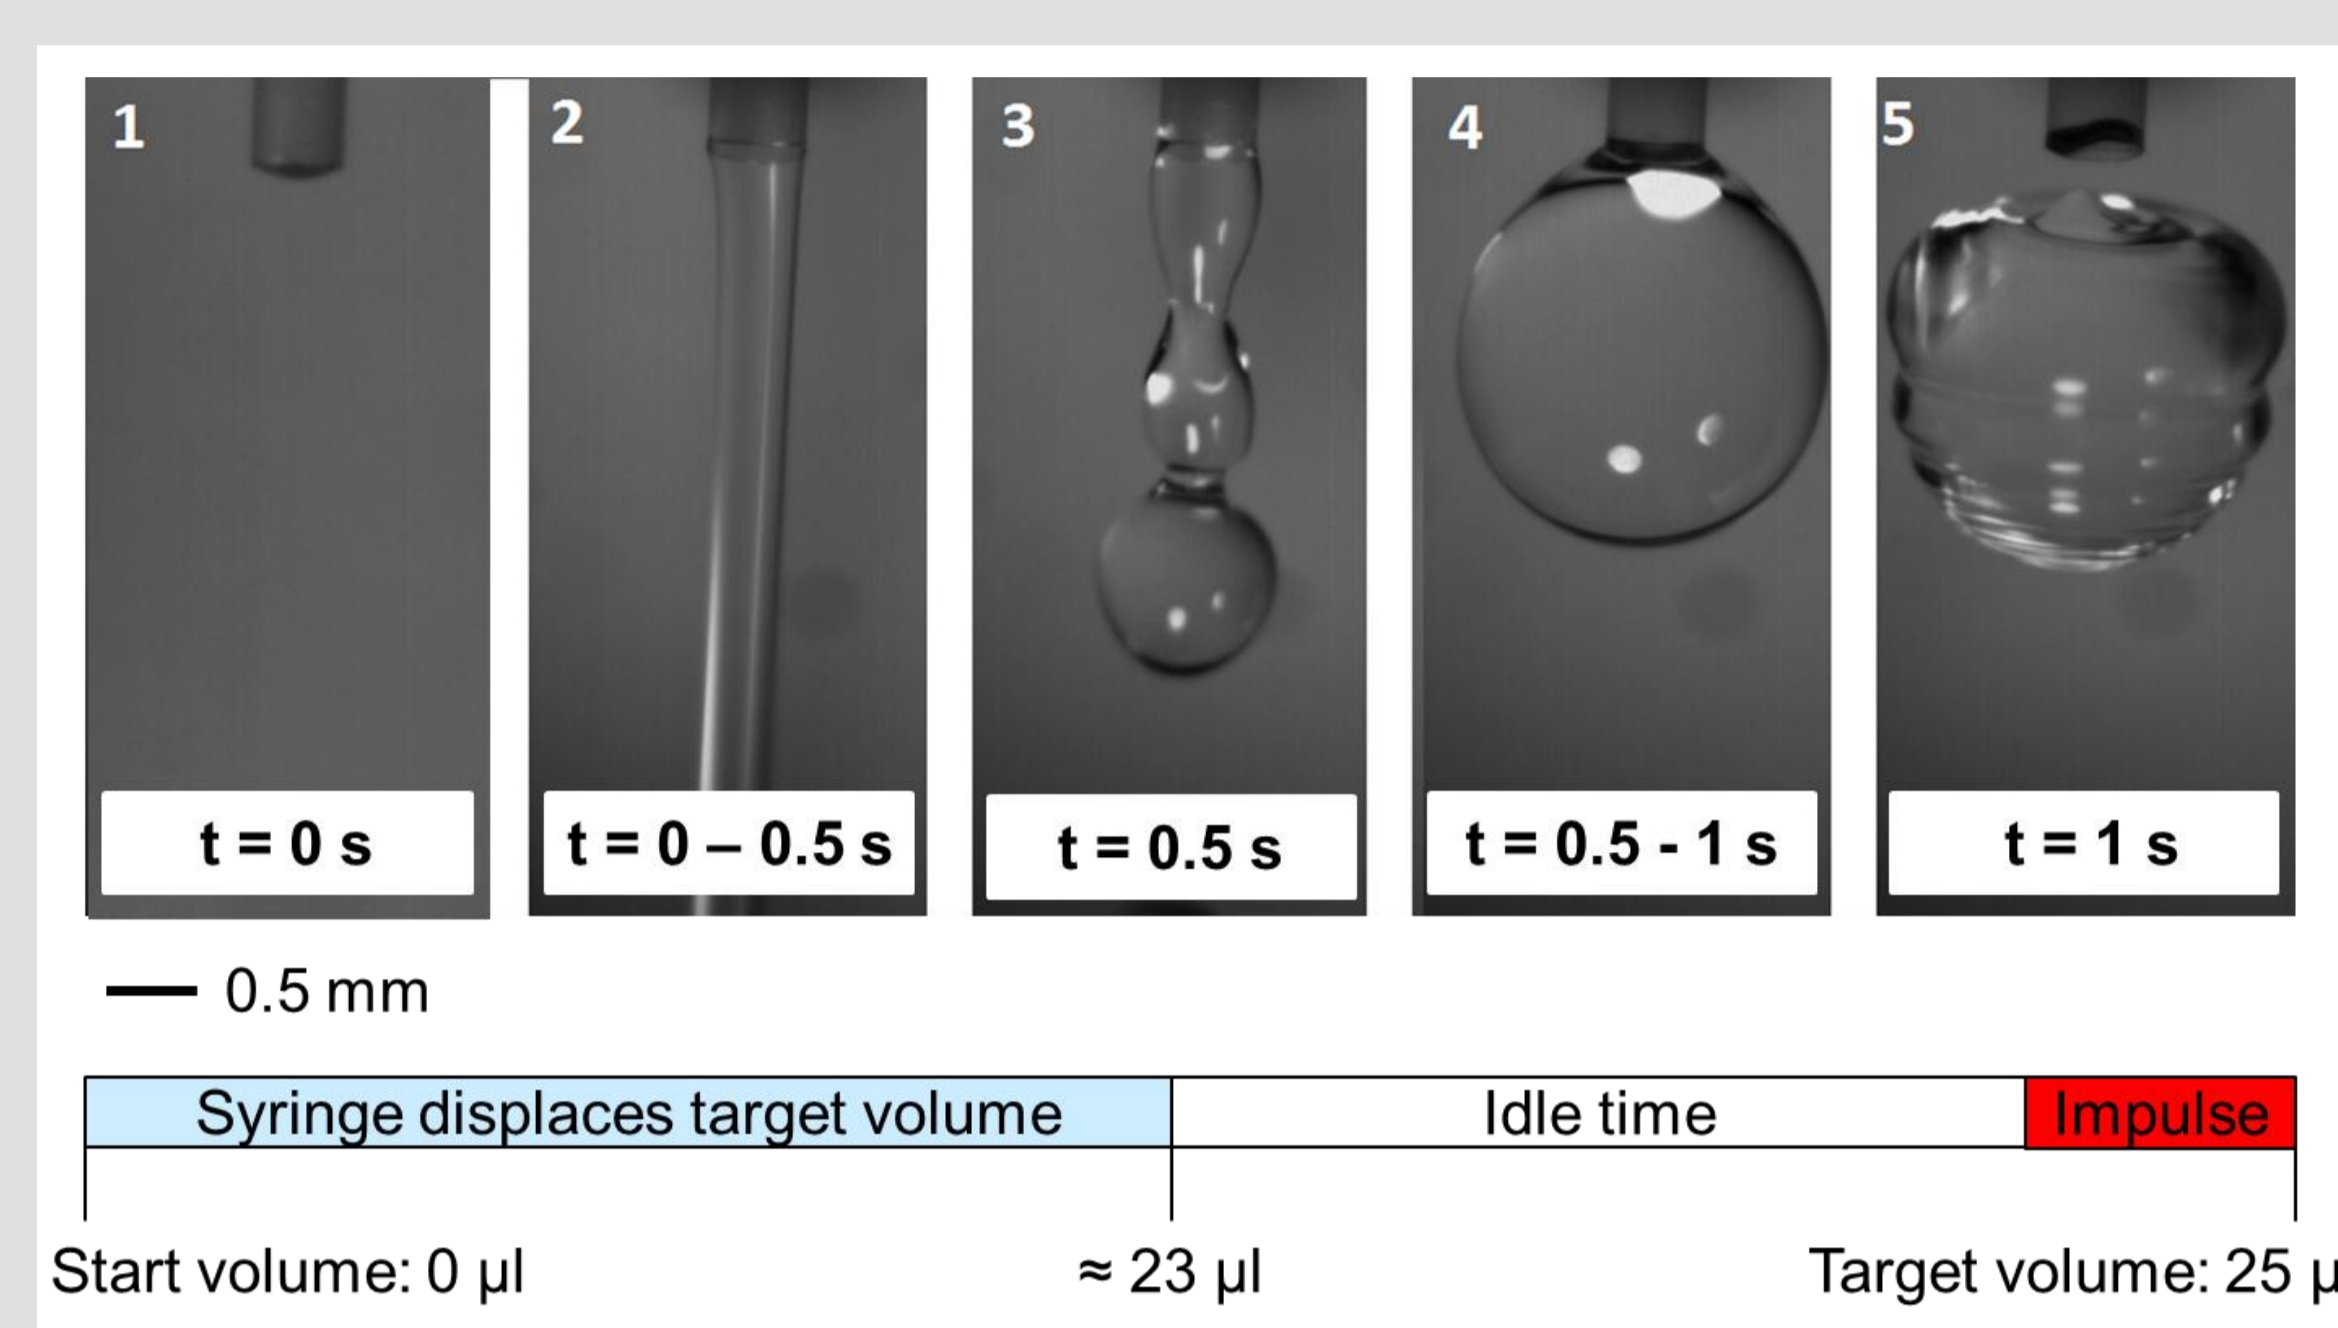 1
2
3
4
5
t = 0 s
t = 0 – 0.5 s
t = 0.5 s
t = 0.5 - 1 s
t = 1 s
0.5 mm
Syringe displaces target volume
Idle time
Impulse
Start volume: 0 µl
≈ 23 µl
Target volume: 25 µ